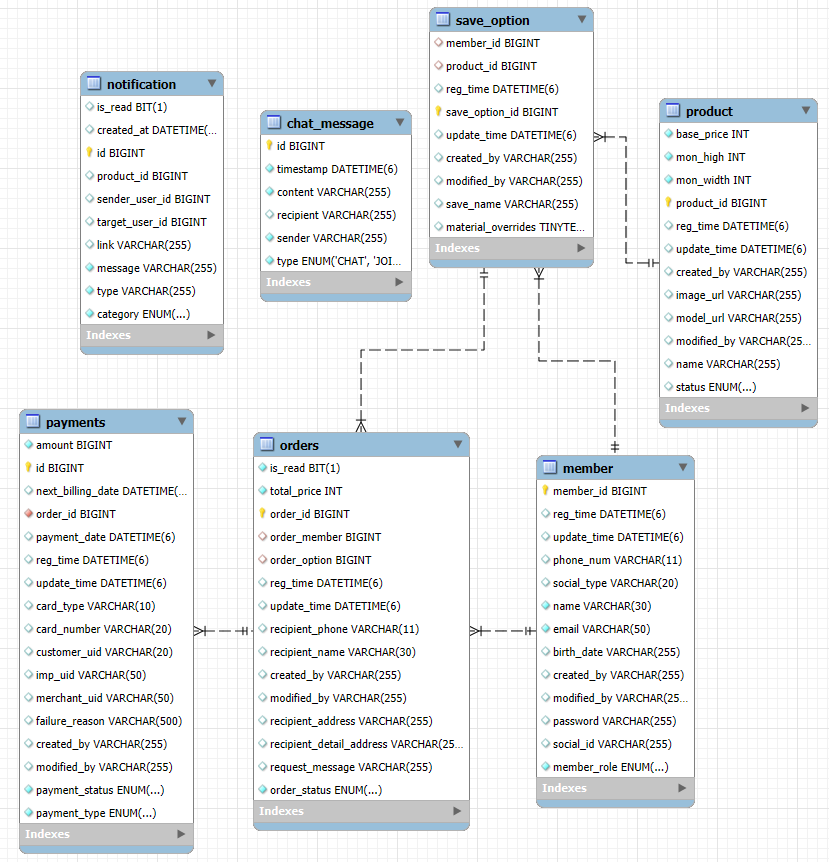 save_option
member_id BIGINT
product_id BIGINT
reg_time DATETIME(6)
save_option_id BIGINT
update_time DATETIME(6)
created_by VARCHAR(255)
modified_by VARCHAR(255)
save_name VARCHAR(255)
material_overrides TINYTE...
Indexes
notification
is_read BIT(1)
created_at DATETIME(...
id BIGINT
product_id BIGINT
sender_user_id BIGINT
target_user_id BIGINT
link VARCHAR(255)
message VARCHAR(255)
type VARCHAR(255)
category ENUM(...)
Indexes
chat_message
id BIGINT
timestamp DATETIME(6)
content VARCHAR(255)
recipient VARCHAR(255)
sender VARCHAR(255)
type ENUM('CHAT', 'JOI...
Indexes
product
base_price INT
mon_high INT
mon_width INT
product_id BIGINT
reg_time DATETIME(6)
update_time DATETIME(6)
created_by VARCHAR(255)
image_url VARCHAR(255)
model_url VARCHAR(255)
modified_by VARCHAR(25...
name VARCHAR(255)
status ENUM(...)
Indexes
payments
amount BIGINT
id BIGINT
next_billing_date DATETIME(...
order_id BIGINT
payment_date DATETIME(6)
reg_time DATETIME(6)
update_time DATETIME(6)
card_type VARCHAR(10)
card_number VARCHAR(20)
customer_uid VARCHAR(20)
imp_uid VARCHAR(50)
merchant_uid VARCHAR(50)
failure_reason VARCHAR(500)
created_by VARCHAR(255)
modified_by VARCHAR(255)
payment_status ENUM(...)
payment_type ENUM(...)
Indexes
orders
is_read BIT(1)
total_price INT
order_id BIGINT
order_member BIGINT
order_option BIGINT
reg_time DATETIME(6)
update_time DATETIME(6)
recipient_phone VARCHAR(11)
recipient_name VARCHAR(30)
created_by VARCHAR(255)
modified_by VARCHAR(255)
recipient_address VARCHAR(255)
recipient_detail_address VARCHAR(25...
request_message VARCHAR(255)
order_status ENUM(...)
Indexes
member
member_id BIGINT
reg_time DATETIME(6)
update_time DATETIME(6)
phone_num VARCHAR(11)
social_type VARCHAR(20)
name VARCHAR(30)
email VARCHAR(50)
birth_date VARCHAR(255)
created_by VARCHAR(255)
modified_by VARCHAR(25...
password VARCHAR(255)
social_id VARCHAR(255)
member_role ENUM(...)
Indexes